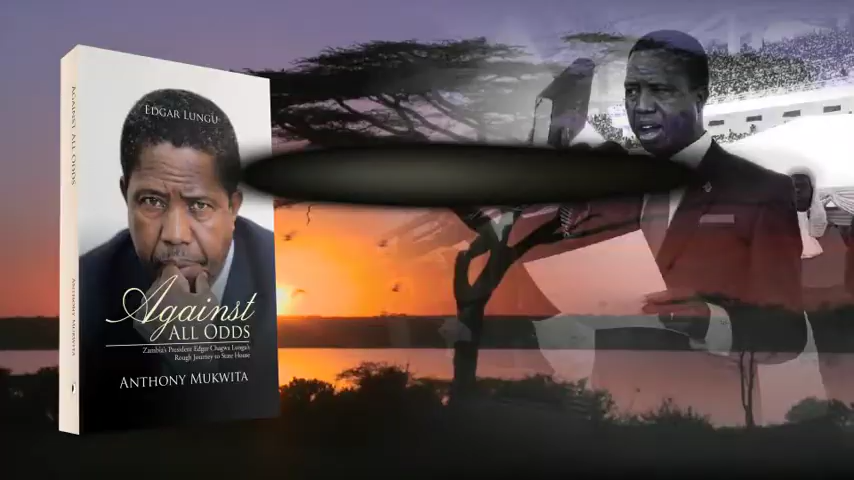 AGAINST ALL ODDS
ANTHONY MUKWITA
EDGAR LUNGU
Against
ALL ODDS
Zambia's President Edgar Chagwa Lungu's
Rough Journey to State House
ANTHONY MUKWITA